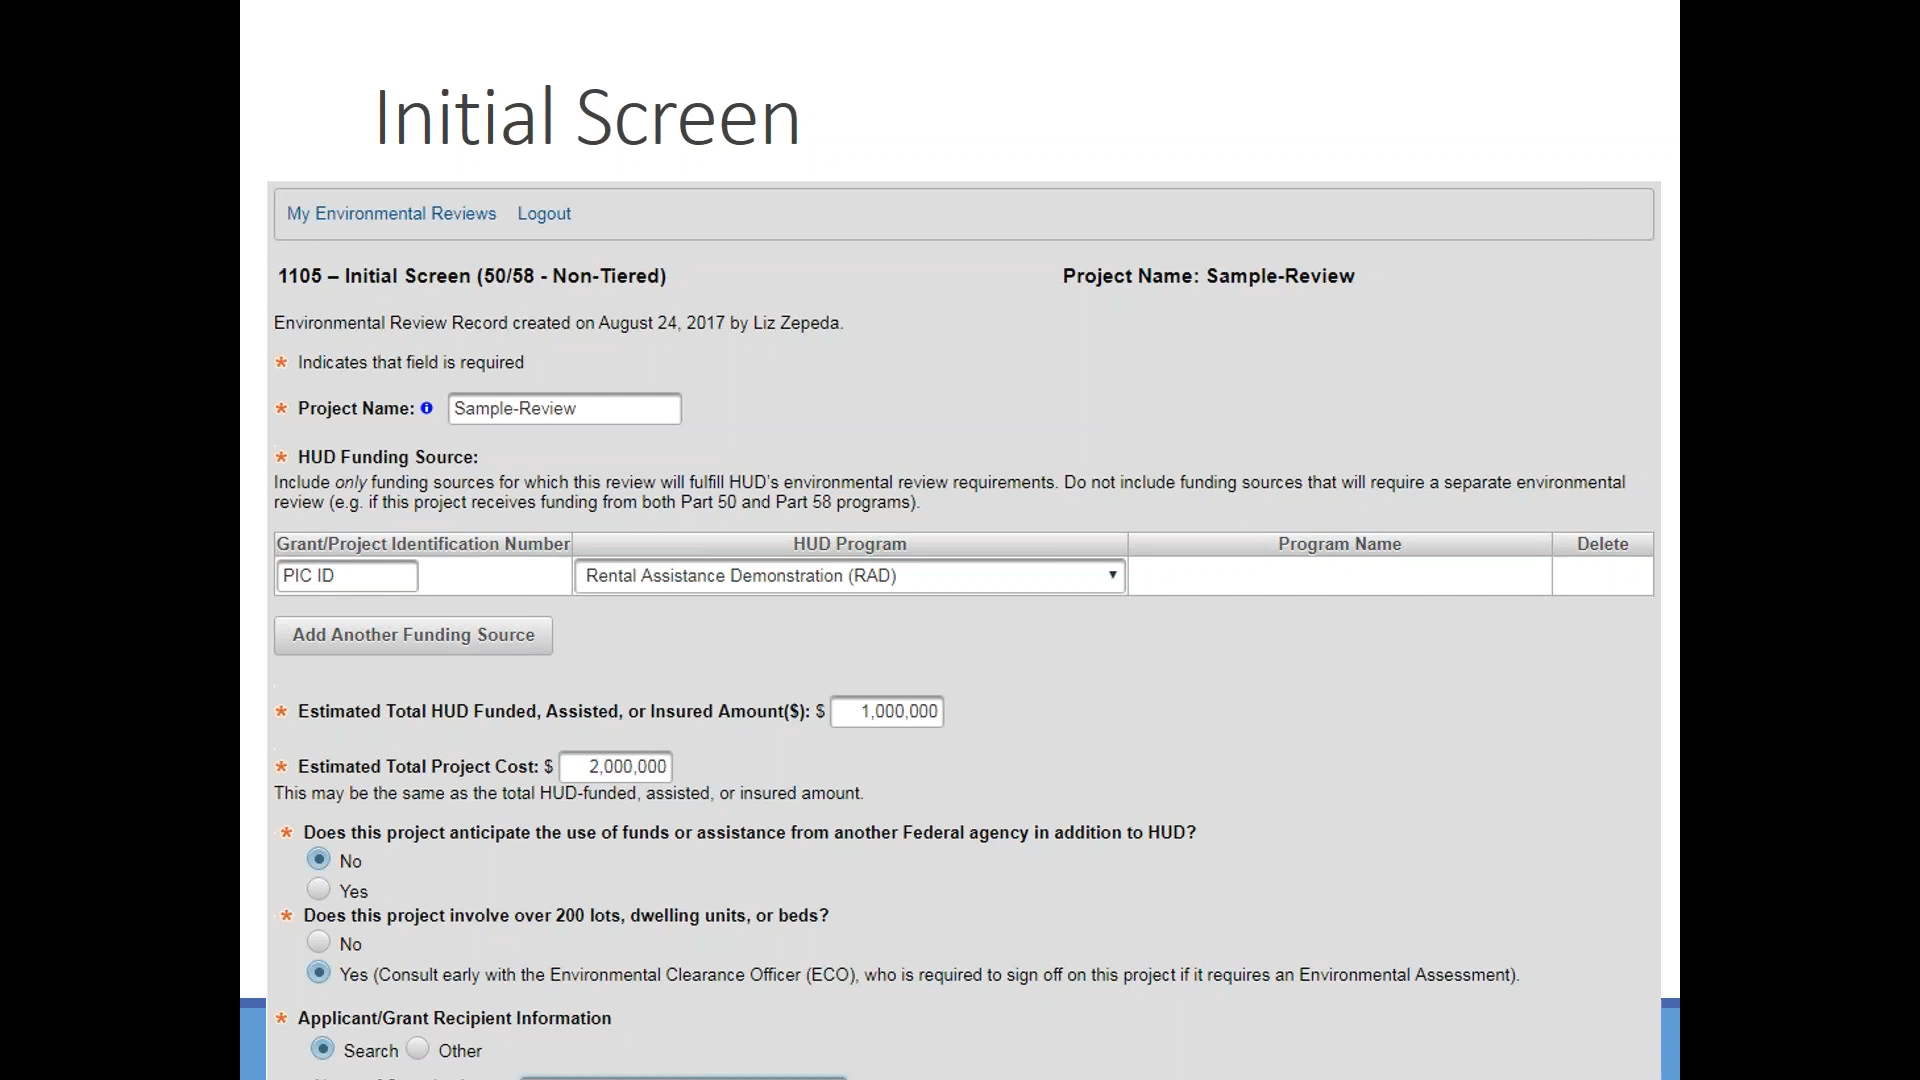 Initial Screen
My Environmental Reviews Logout
1105 – Initial Screen (50/58 - Non-Tiered) Project Name: Sample-Review
Environmental Review Record created on August 24, 2017 by Liz Zepeda.
* Indicates that field is required
* Project Name: i Sample-Review
* HUD Funding Source:
Include only funding sources for which this review will fulfill HUD's environmental review requirements. Do not include funding sources that will require a separate environmental
review (e.g. if this project receives funding from both Part 50 and Part 58 programs).
Grant/Project Identification Number HUD Program Program Name Delete
PIC ID Rental Assistance Demonstration (RAD)
Add Another Funding Source
* Estimated Total HUD Funded, Assisted, or Insured Amount($): $ 1,000,000
* Estimated Total Project Cost: $ 2,000,000
This may be the same as the total HUD-funded, assisted, or insured amount.
* Does this project anticipate the use of funds or assistance from another Federal agency in addition to HUD?
No
Yes
* Does this project involve over 200 lots, dwelling units, or beds?
No
Yes (Consult early with the Environmental Clearance Officer (ECO), who is required to sign off on this project if it requires an Environmental Assessment).
* Applicant/Grant Recipient Information
Search Other